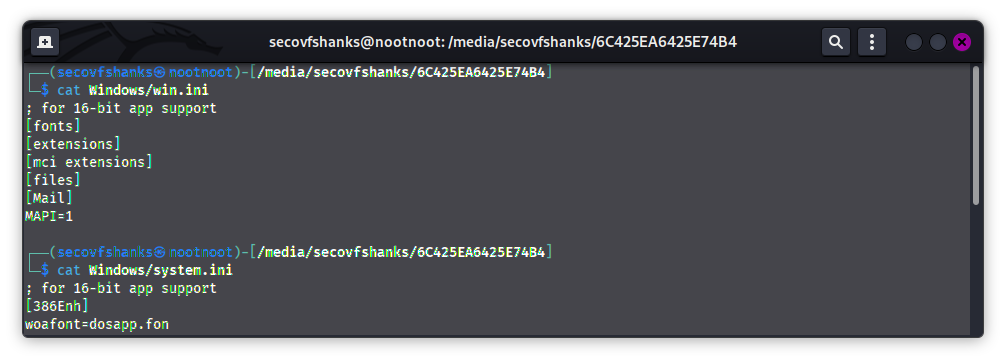 secovfshanks@nootnoot: /media/secovfshanks/6C425EA6425E74B4
┌──(secovfshanks㉿nootnoot)-[/media/secovfshanks/6C425EA6425E74B4]
└─$ cat Windows/win.ini
; for 16-bit app support
[fonts]
[extensions]
[mci extensions]
[files]
[Mail]
MAPI=1
┌──(secovfshanks㉿nootnoot)-[/media/secovfshanks/6C425EA6425E74B4]
└─$ cat Windows/system.ini
; for 16-bit app support
[386Enh]
woafont=dosapp.fon